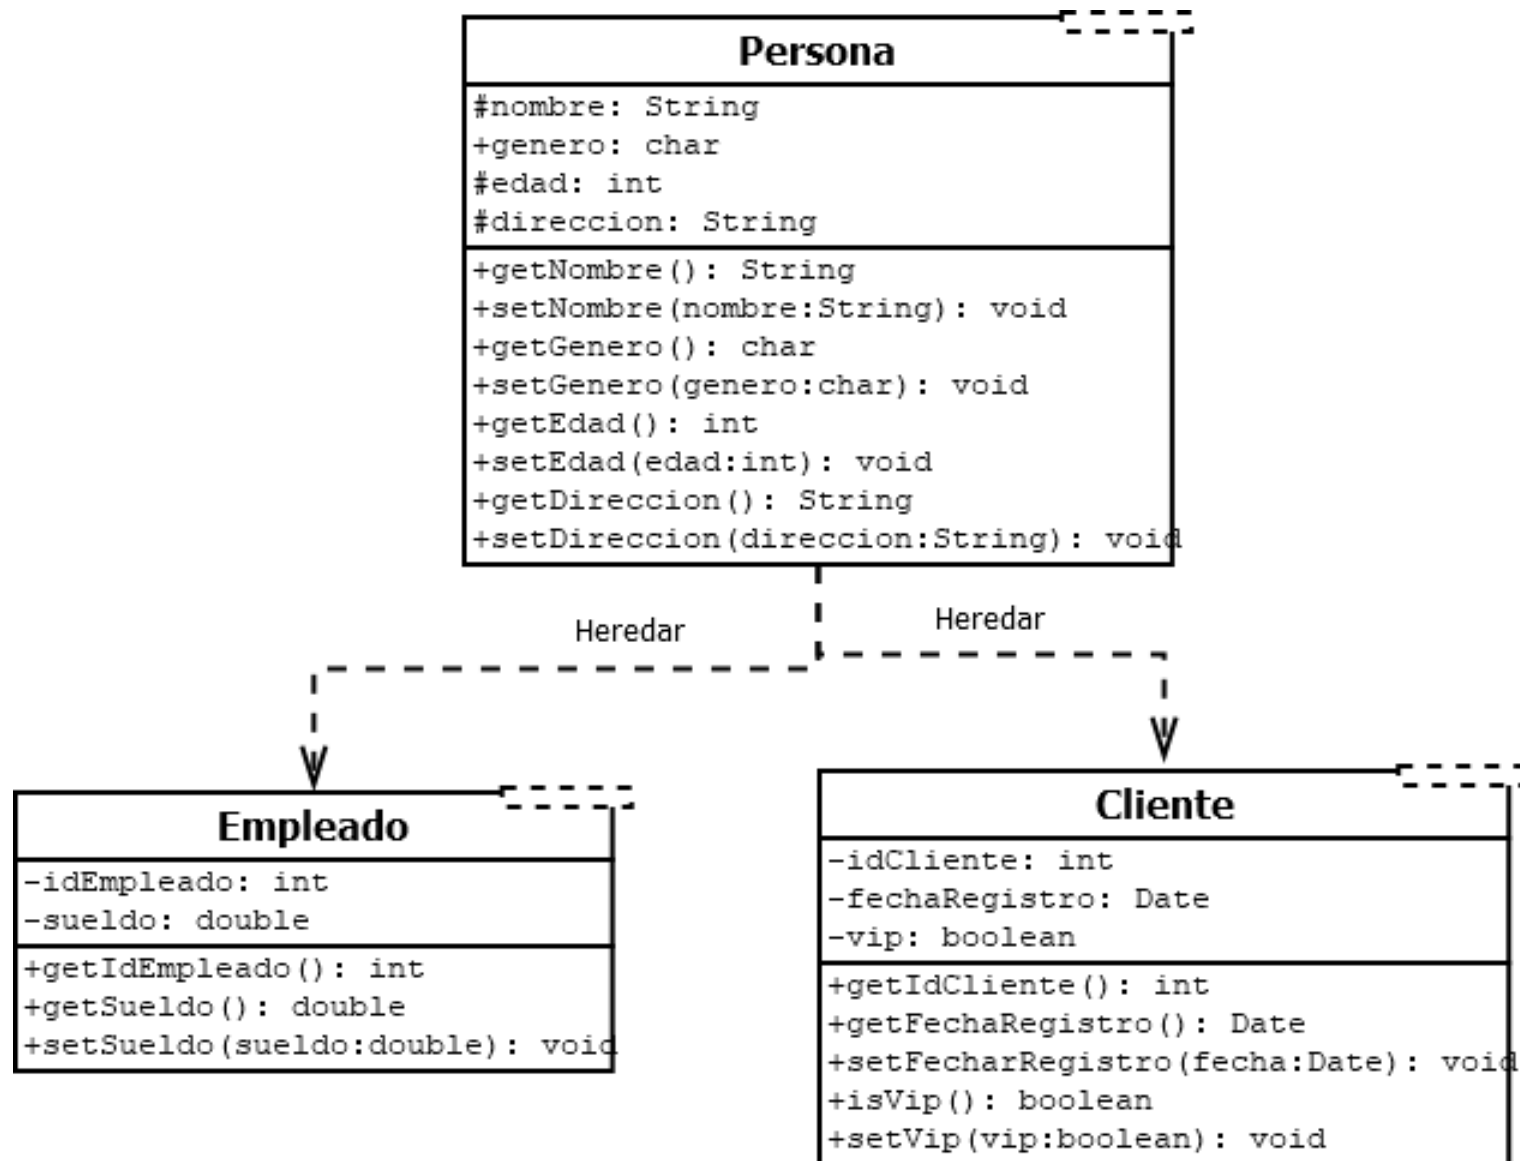 Persona
#nombre: String
+genero: char
#edad: int
#direccion: String
+getNombre(): String
+setNombre(nombre:String): void
+getGenero(): char
+setGenero(genero:char): void
+getEdad(): int
+setEdad(edad:int): void
+getDireccion(): String
+setDireccion(direccion:String): void
Heredar
Heredar
Empleado
-idEmpleado: int
-sueldo: double
+getIdEmpleado(): int
+getSueldo(): double
+setSueldo(sueldo:double): void
Cliente
-idCliente: int
-fechaRegistro: Date
-vip: boolean
+getIdCliente(): int
+getFechaRegistro(): Date
+setFecharRegistro(fecha:Date): void
+isVip(): boolean
+setVip(vip:boolean): void